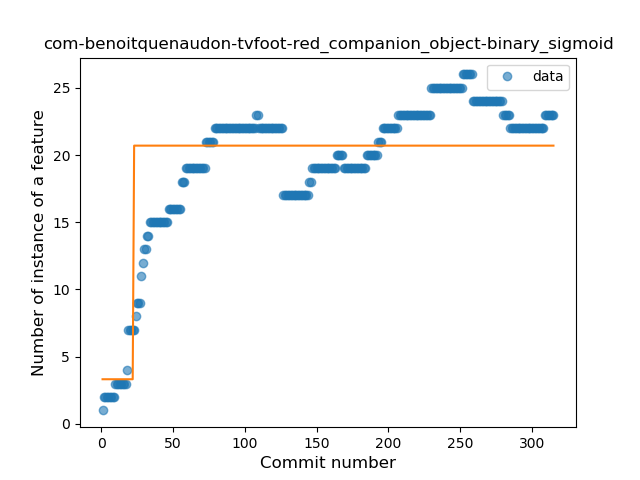 com-benoitquenaudon-tvfoot-red_companion_object-binary_sigmoid
data
Number of instance of a feature
25
20
15
10
5
0
0 50 100 150 200 250 300
Commit number